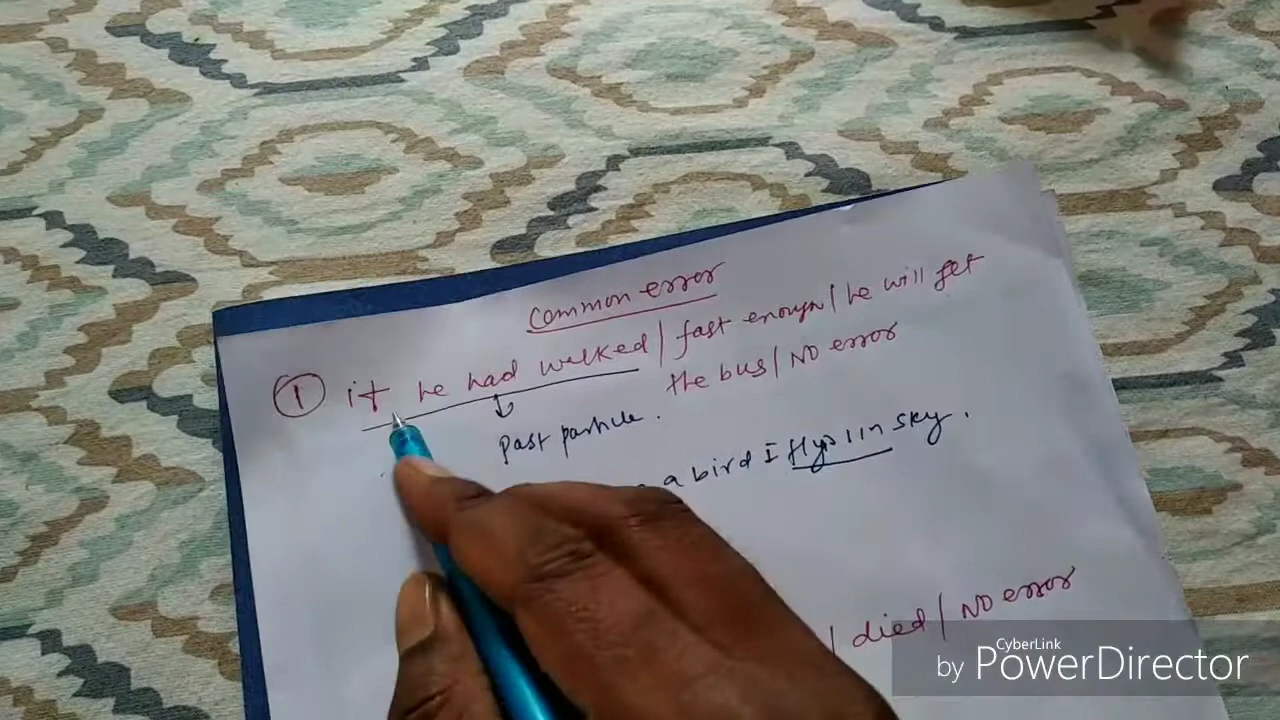 Common error
① if he had walked / fast enough / he will get
the bus / NO error
Past particle.
a bird I flys in sky.
/ died / NO error
CyberLink
by PowerDirector